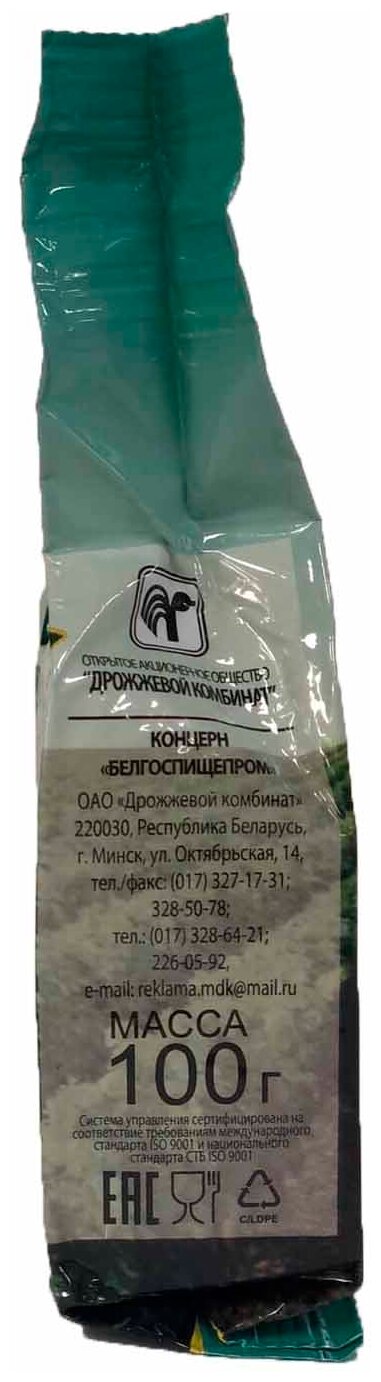 ОТКРЫТОЕ АКЦИОНЕРНОЕ ОБЩЕСТВО
"ДРОЖЖЕВОЙ КОМБИНАТ"
КОНЦЕРН
«БЕЛГОСПИЩЕПРОМ»
ОАО «Дрожжевой комбинат»
220030, Республика Беларусь,
г. Минск, ул. Октябрьская, 14,
тел./факс: (017) 327-17-31;
328-50-78;
тел.: (017) 328-64-21;
226-05-92,
e-mail: reklama.mdk@mail.ru
МАССА
100 г
Система управления сертифицирована на
соответствие требованиям международного
стандарта ISO 9001 и национального
стандарта СТБ ISO 9001
EAC
C/LDPE